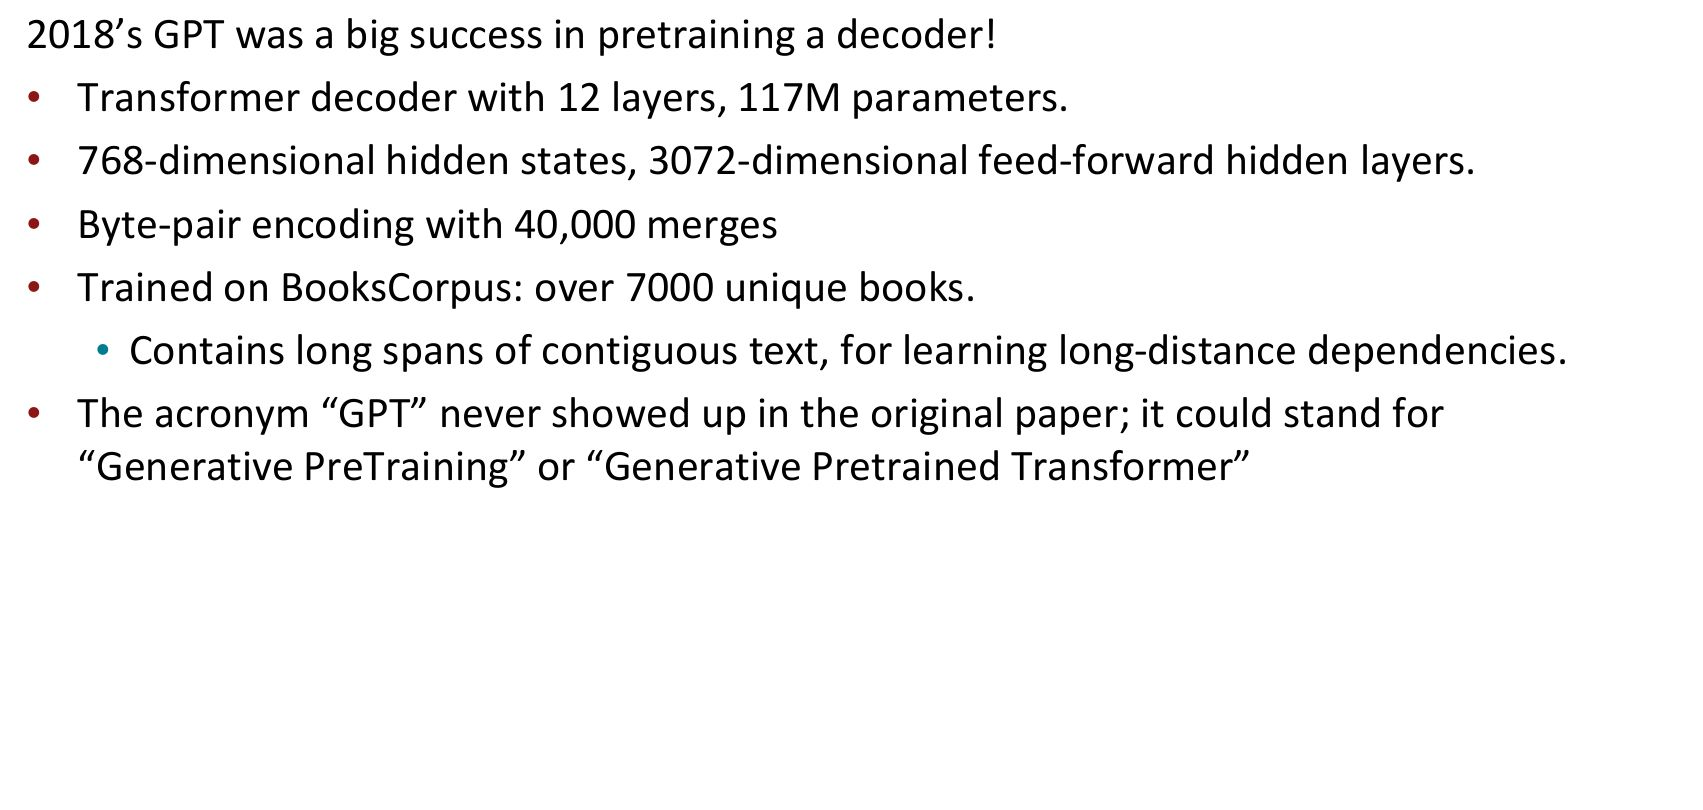 2018’s GPT was a big success in pretraining a decoder!
• Transformer decoder with 12 layers, 117M parameters.
• 768-dimensional hidden states, 3072-dimensional feed-forward hidden layers.
• Byte-pair encoding with 40,000 merges
• Trained on BooksCorpus: over 7000 unique books.
• Contains long spans of contiguous text, for learning long-distance dependencies.
• The acronym “GPT” never showed up in the original paper; it could stand for
“Generative PreTraining” or “Generative Pretrained Transformer”